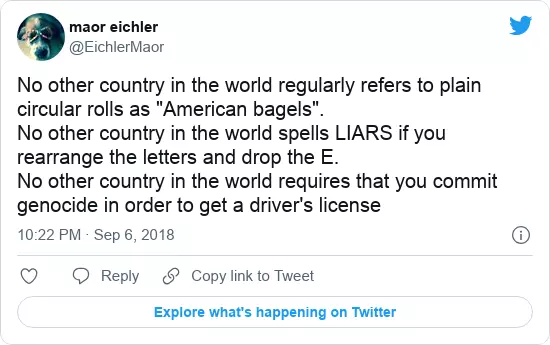 maor eichler
@EichlerMaor
No other country in the world regularly refers to plain
circular rolls as "American bagels".
No other country in the world spells LIARS if you
rearrange the letters and drop the E.
No other country in the world requires that you commit
genocide in order to get a driver's license
10:22 PM · Sep 6, 2018
Reply
Copy link to Tweet
Explore what's happening on Twitter